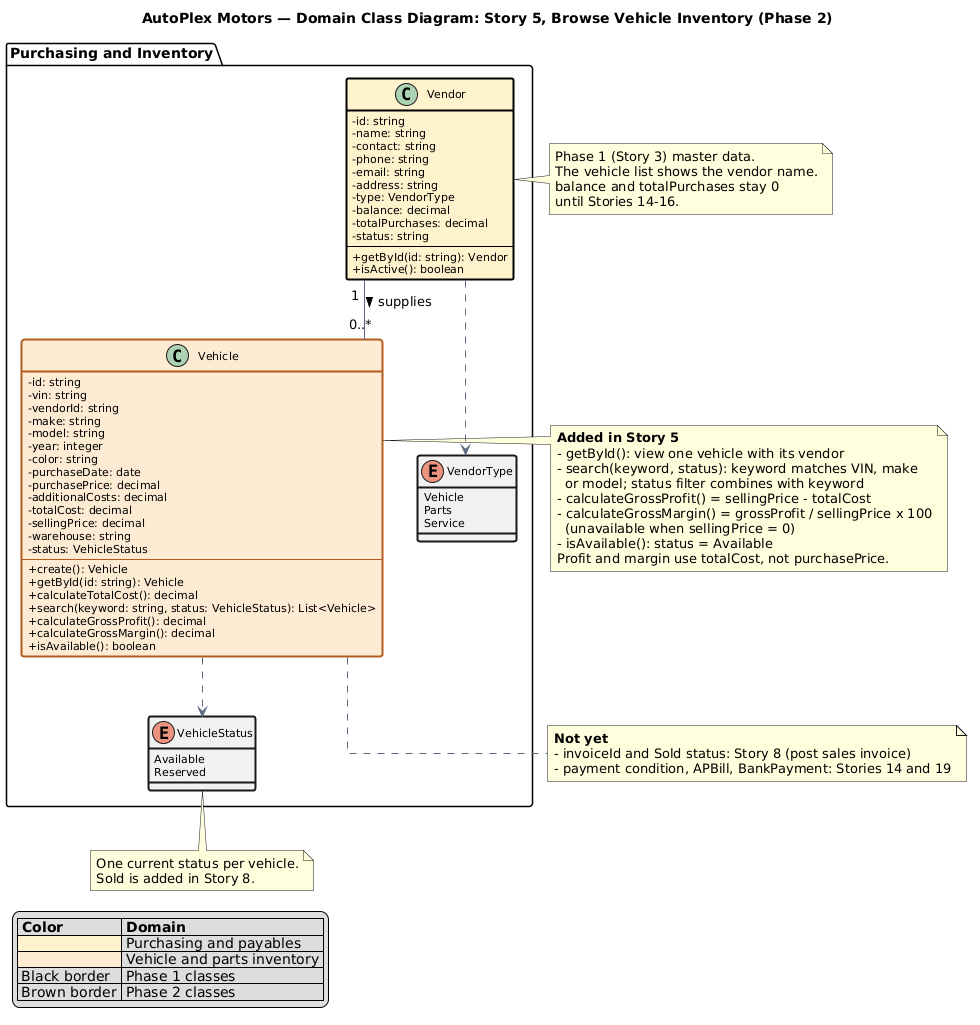 AutoPlex Motors — Domain Class Diagram: Story 5, Browse Vehicle Inventory (Phase 2)
Purchasing and Inventory
C Vendor
-id: string
-name: string
-contact: string
-phone: string
-email: string
-address: string
-type: VendorType
-balance: decimal
-totalPurchases: decimal
-status: string
+getById(id: string): Vendor
+isActive(): boolean
Phase 1 (Story 3) master data.
The vehicle list shows the vendor name.
balance and totalPurchases stay 0
until Stories 14-16.
1
supplies
0..*
C Vehicle
-id: string
-vin: string
-vendorId: string
-make: string
-model: string
-year: integer
-color: string
-purchaseDate: date
-purchasePrice: decimal
-additionalCosts: decimal
-totalCost: decimal
-sellingPrice: decimal
-warehouse: string
-status: VehicleStatus
+create(): Vehicle
+getById(id: string): Vehicle
+calculateTotalCost(): decimal
+search(keyword: string, status: VehicleStatus): List<Vehicle>
+calculateGrossProfit(): decimal
+calculateGrossMargin(): decimal
+isAvailable(): boolean
E VendorType
Vehicle
Parts
Service
Added in Story 5
- getById(): view one vehicle with its vendor
- search(keyword, status): keyword matches VIN, make
or model; status filter combines with keyword
- calculateGrossProfit() = sellingPrice - totalCost
- calculateGrossMargin() = grossProfit / sellingPrice x 100
(unavailable when sellingPrice = 0)
- isAvailable(): status = Available
Profit and margin use totalCost, not purchasePrice.
E VehicleStatus
Available
Reserved
Not yet
- invoiceId and Sold status: Story 8 (post sales invoice)
- payment condition, APBill, BankPayment: Stories 14 and 19
One current status per vehicle.
Sold is added in Story 8.
Color Domain
Purchasing and payables
Vehicle and parts inventory
Black border Phase 1 classes
Brown border Phase 2 classes